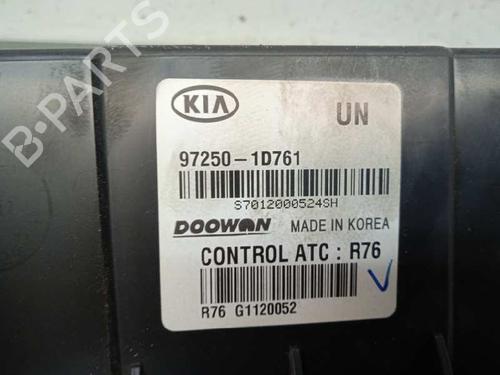 KIA
UN
97250-1D761
S7012000524SH
DOOWON MADE IN KOREA
CONTROL ATC : R76
R76 G1120052
B-PARTS